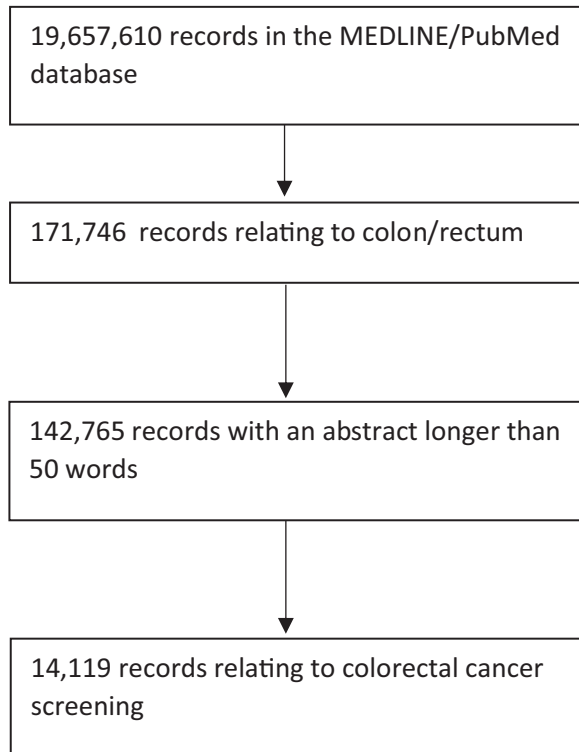 19,657,610 records in the MEDLINE/PubMed
database
171,746 records relating to colon/rectum
142,765 records with an abstract longer than
50 words
14,119 records relating to colorectal cancer
screening